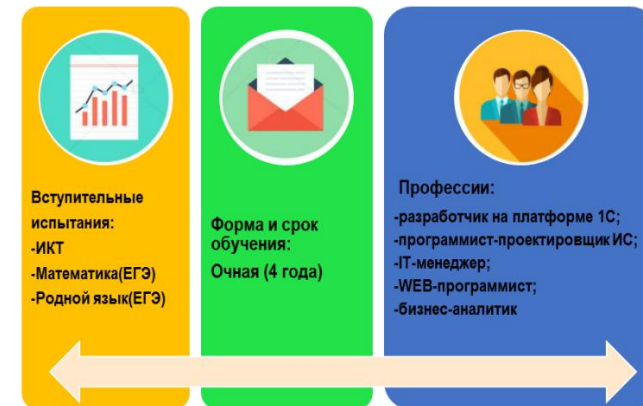 Вступительные
испытания:
-ИКТ
-Математика(ЕГЭ)
-Родной язык(ЕГЭ)
Форма и срок
обучения:
Очная (4 года)
Профессии:
-разработчик на платформе 1С;
-программист-проектировщик ИС;
-IT-менеджер;
-WEB-программист;
-бизнес-аналитик